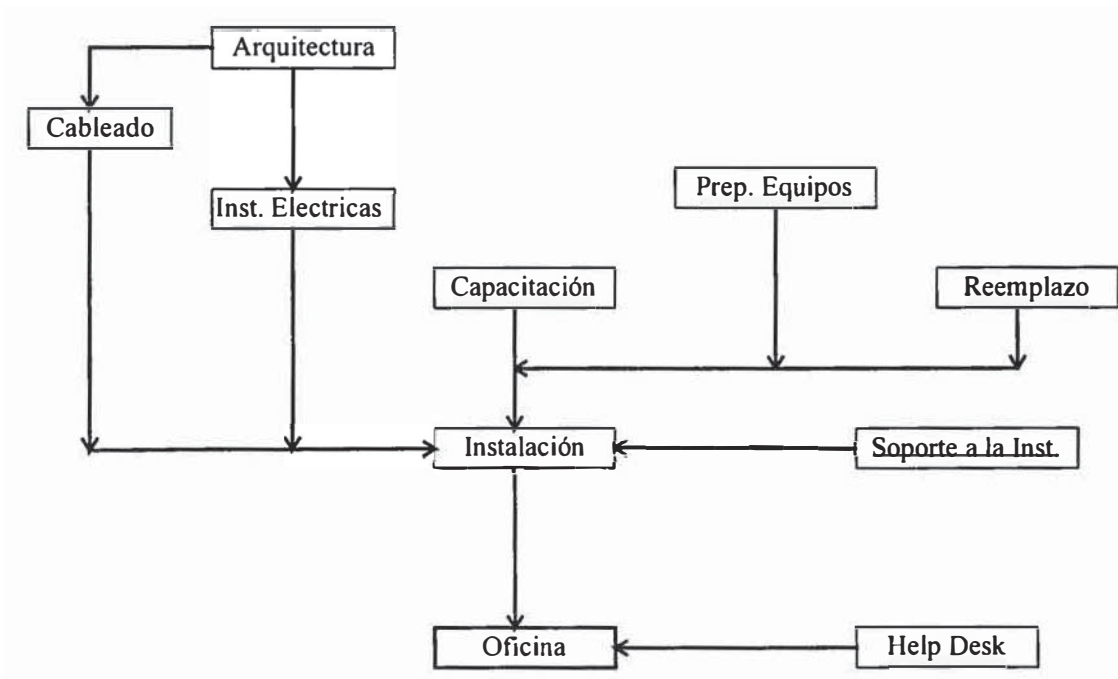 Arquitectura
Cableado
Prep. Equipos
Inst. Electricas
Capacitación
Reemplazo
Instalación
Soporte a la Inst.
Oficina
Help Desk